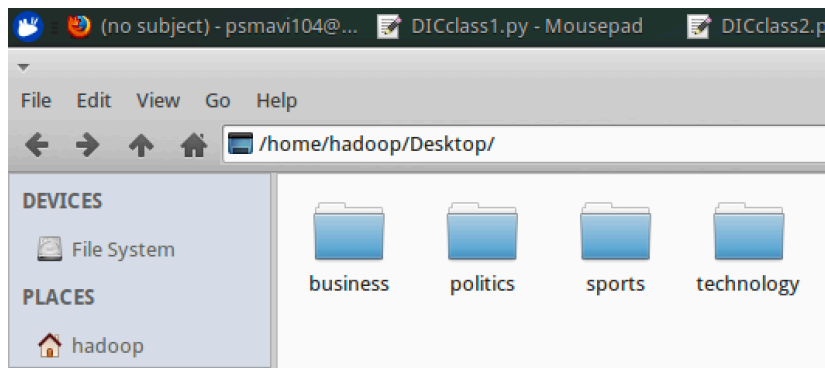 (no subject) - psmavi104@... DICclass1.py - Mousepad DICclass2.p
File Edit View Go Help
/home/hadoop/Desktop/
DEVICES
File System
PLACES
hadoop
business politics sports technology